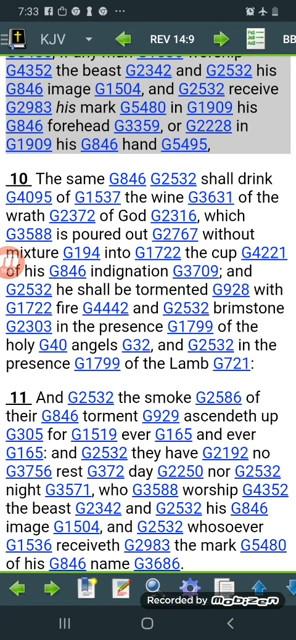 7:33
KJV
REV 14:9
G4352 the beast G2342 and G2532 his
G846 image G1504, and G2532 receive
G2983 his mark G5480 in G1909 his
G846 forehead G3359, or G2228 in
G1909 his G846 hand G5495,
10 The same G846 G2532 shall drink
G4095 of G1537 the wine G3631 of the
wrath G2372 of God G2316, which
G3588 is poured out G2767 without
mixture G194 into G1722 the cup G4221
of his G846 indignation G3709; and
G2532 he shall be tormented G928 with
G1722 fire G4442 and G2532 brimstone
G2303 in the presence G1799 of the
holy G40 angels G32, and G2532 in the
presence G1799 of the Lamb G721:
11 And G2532 the smoke G2586 of
their G846 torment G929 ascendeth up
G305 for G1519 ever G165 and ever
G165: and G2532 they have G2192 no
G3756 rest G372 day G2250 nor G2532
night G3571, who G3588 worship G4352
the beast G2342 and G2532 his G846
image G1504, and G2532 whosoever
G1536 receiveth G2983 the mark G5480
of his G846 name G3686.
Recorded by Mobizen